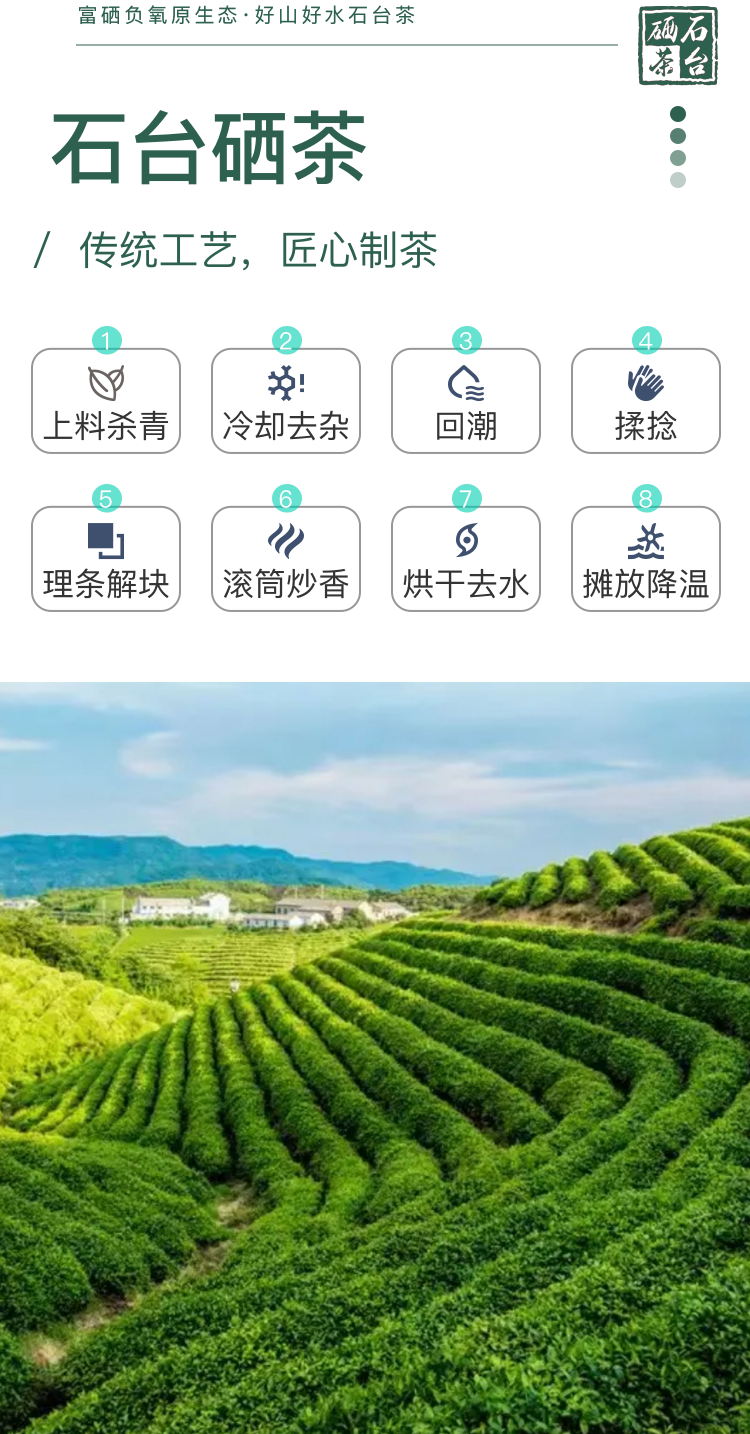 富硒负氧原生态·好山好水石台茶
石台
硒茶
石台硒茶
/ 传统工艺，匠心制茶
1
2
3
4
上料杀青
冷却去杂
回潮
揉捻
5
6
7
8
理条解块
滚筒炒香
烘干去水
摊放降温